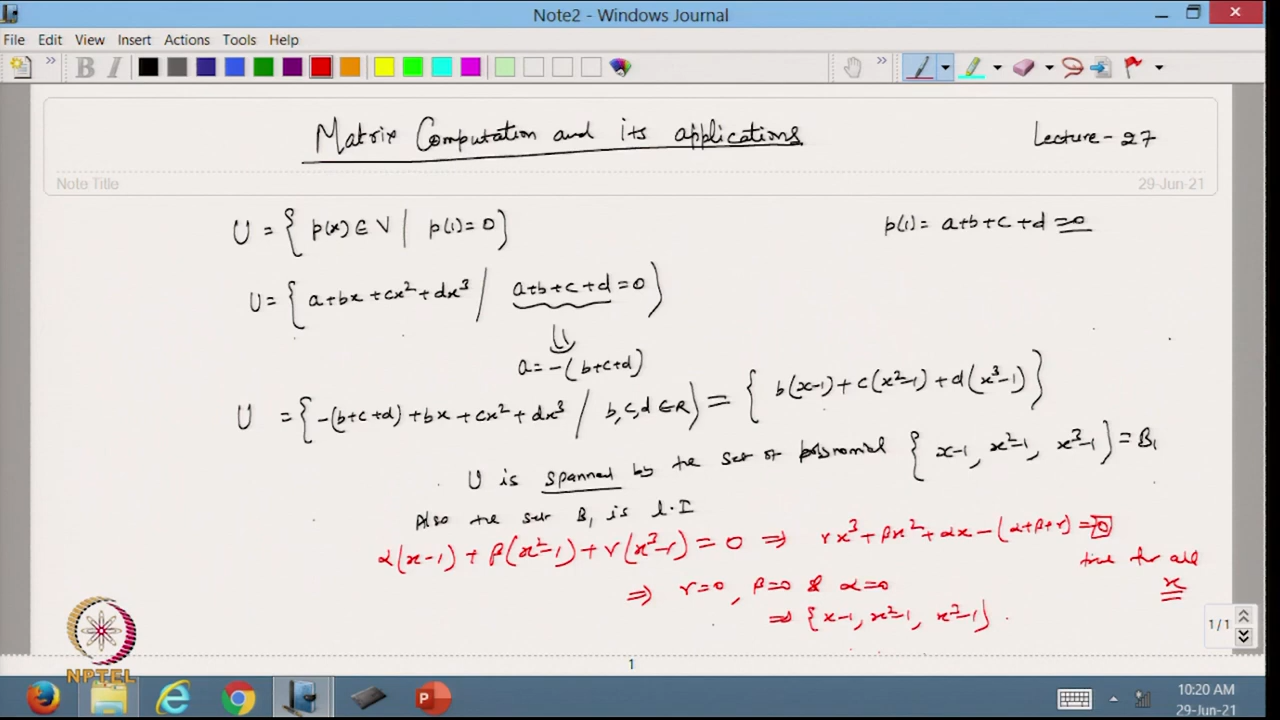 Note2 - Windows Journal
File Edit View Insert Actions Tools Help
Matrix Computation and its applications
Lecture-27
Note Title
29-Jun-21
U = { p(x) ∈ V | p(1) = 0 }
p(1) = a+b+c+d = 0
U = { a+bx+cx²+dx³ / a+b+c+d = 0 }
⇓
a = -(b+c+d)
U = { -(b+c+d)+bx+cx²+dx³ / b,c,d ∈ R } = { b(x-1)+c(x²-1)+d(x³-1) }
U is spanned by the set of polynomial { x-1, x²-1, x³-1 } = B₁
Also the set B₁ is l.I
α(x-1) + β(x²-1) + γ(x³-1) = 0 ⇒ γx³+βx²+αx-(α+β+γ) = 0
true for all
x
⇒ γ=0, β=0 & α=0
⇒ { x-1, x²-1, x³-1 }
1/1
NPTEL
1
10:20 AM
29-Jun-21